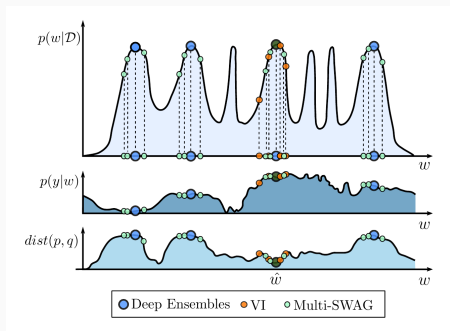 p(w|𝒟)
w
p(y|w)
w
dist(p, q)
ŵ
w
Deep Ensembles VI Multi-SWAG